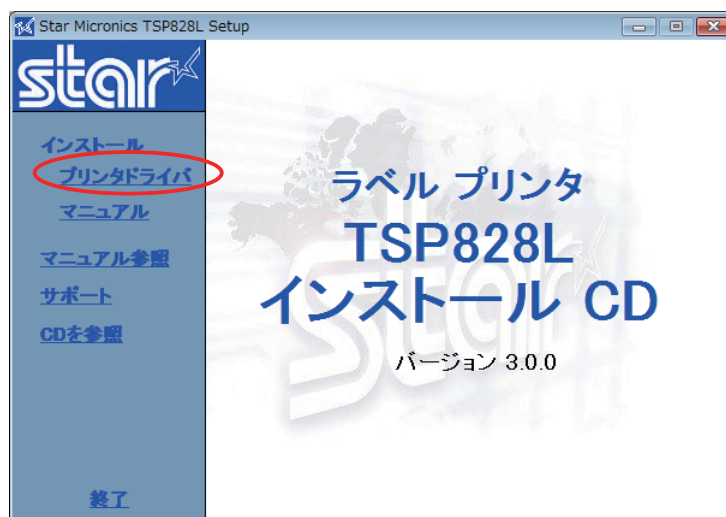 Star Micronics TSP828L Setup
star
インストール
プリンタドライバ
マニュアル
マニュアル参照
サポート
CDを参照
終了
ラベル プリンタ
TSP828L
インストール CD
バージョン 3.0.0
star